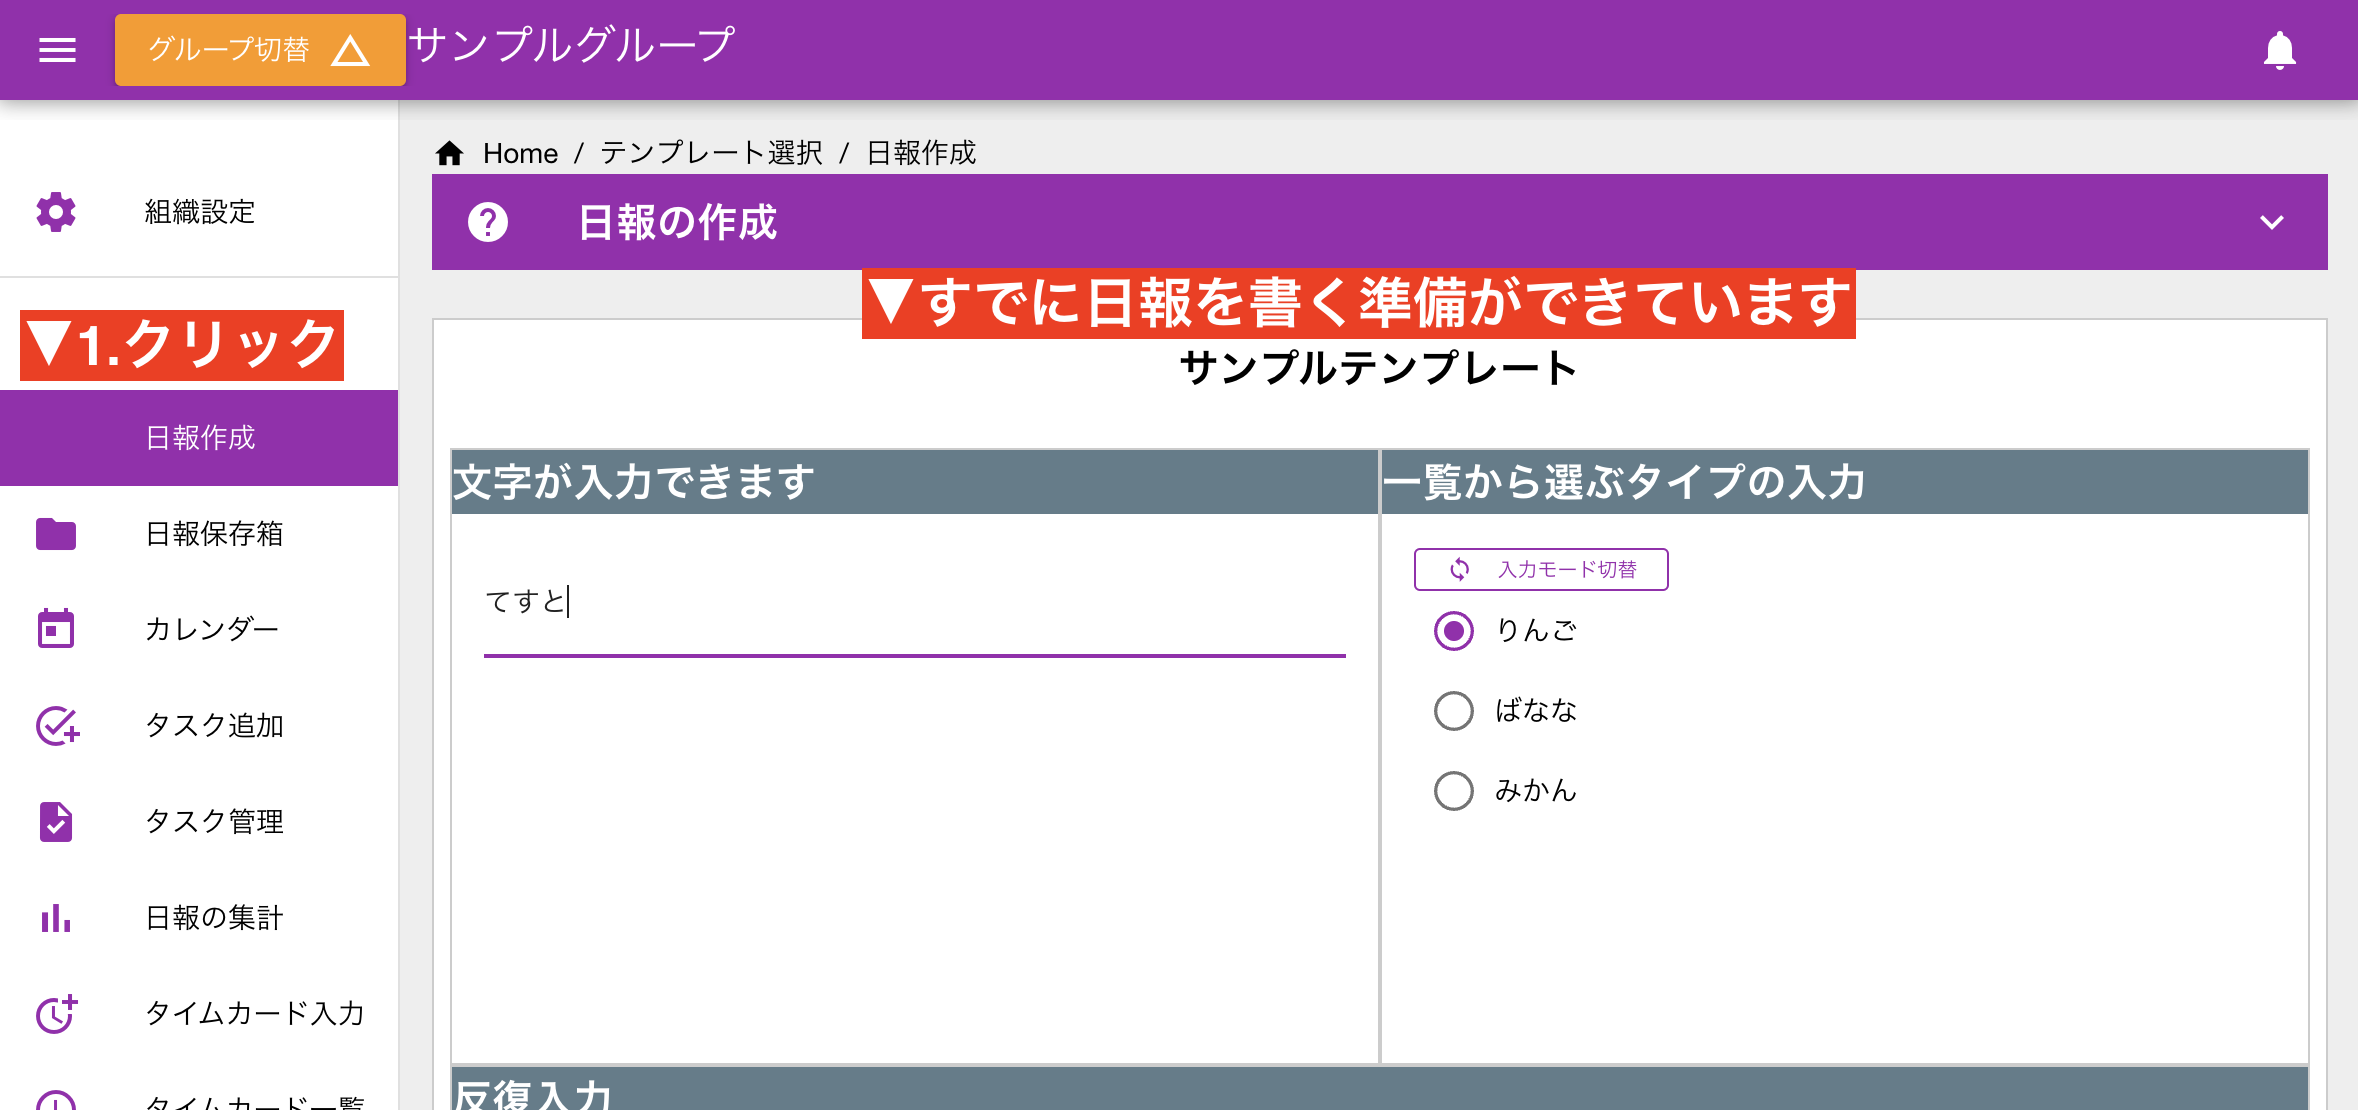 グループ切替
サンプルグループ
Home / テンプレート選択 / 日報作成
組織設定
日報の作成
▼すでに日報を書く準備ができています
▼1.クリック
サンプルテンプレート
日報作成
日報保存箱
カレンダー
タスク追加
タスク管理
日報の集計
タイムカード入力
タイムカード一覧
文字が入力できます
てすと
一覧から選ぶタイプの入力
入力モード切替
りんご
ばなな
みかん
反復入力